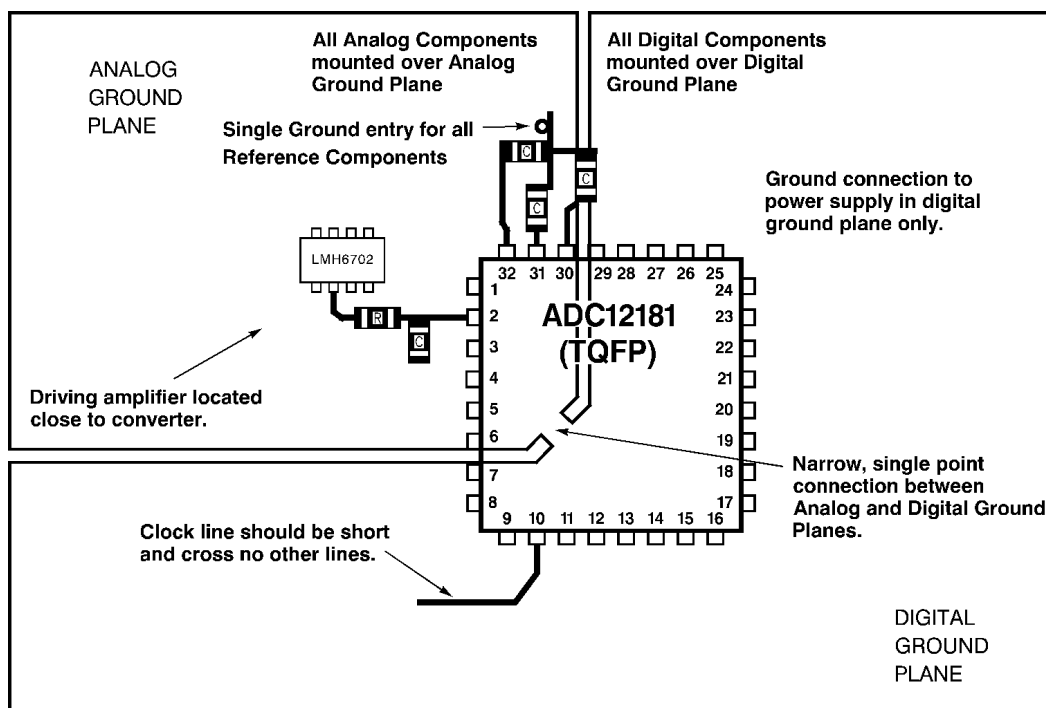 All Analog Components
mounted over Analog
Ground Plane
All Digital Components
mounted over Digital
Ground Plane
ANALOG
GROUND
PLANE
Single Ground entry for all
Reference Components
C
C
C
Ground connection to
power supply in digital
ground plane only.
LMH6702
R
C
32 31 30 29 28 27 26 25
1
2
3
4
5
6
7
8
ADC12181
(TQFP)
24
23
22
21
20
19
18
17
9 10 11 12 13 14 15 16
Driving amplifier located
close to converter.
Narrow, single point
connection between
Analog and Digital Ground
Planes.
Clock line should be short
and cross no other lines.
DIGITAL
GROUND
PLANE